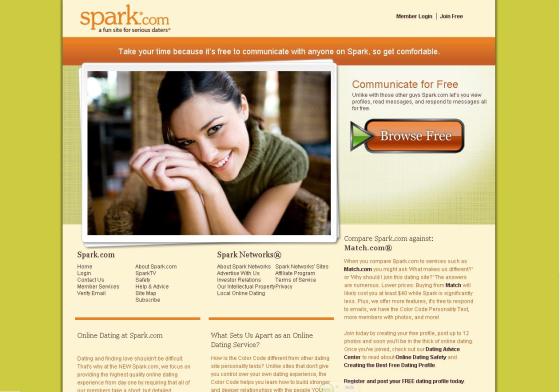 spark.com
a fun site for serious daters
Member Login | Join Free
Take your time because it's free to communicate with anyone on Spark, so get comfortable.
Communicate for Free
Unlike with those other guys Spark.com let's you view
profiles, read messages, and respond to messages all
for free.
Browse Free
Compare Spark.com against:
Match.com®
When you compare Spark.com to services such as
Match.com you might ask What makes us different?
or Why should I join this dating site? The answers
are numerous. Lower prices: Buying from Match will
likely cost you at least $40 while Spark is significantly
less. Plus, we offer more features, it's free to respond
to emails, we have the Color Code Personality Test,
more members with photos, and more!
Join today by creating your free profile, post up to 12
photos and soon you'll be in the thick of online dating.
Once you've joined, check out our Dating Advice
Center to read about Online Dating Safety and
Creating the Best Free Dating Profile.
Register and post your FREE dating profile today
Spark.com
Home
Login
Contact Us
Member Services
Verify Email
About Spark.com
SparkTV
Safety
Help & Advice
Site Map
Subscribe
Spark Networks®
About Spark Networks
Advertise With Us
Investor Relations
Our Intellectual Property
Local Online Dating
Spark Networks' Sites
Affiliate Program
Terms of Service
Privacy
Online Dating at Spark.com
Dating and finding love shouldn't be difficult.
That's why at the NEW Spark.com, we focus on
providing the highest quality online dating
experience from day one by requiring that all of
our members take a short, but detailed
What Sets Us Apart as an Online
Dating Service?
How is the Color Code different from other dating
site personality tests? Unlike sites that don't give
you control over your own dating experience, the
Color Code helps you learn how to build stronger
and deeper relationships with the people YOU